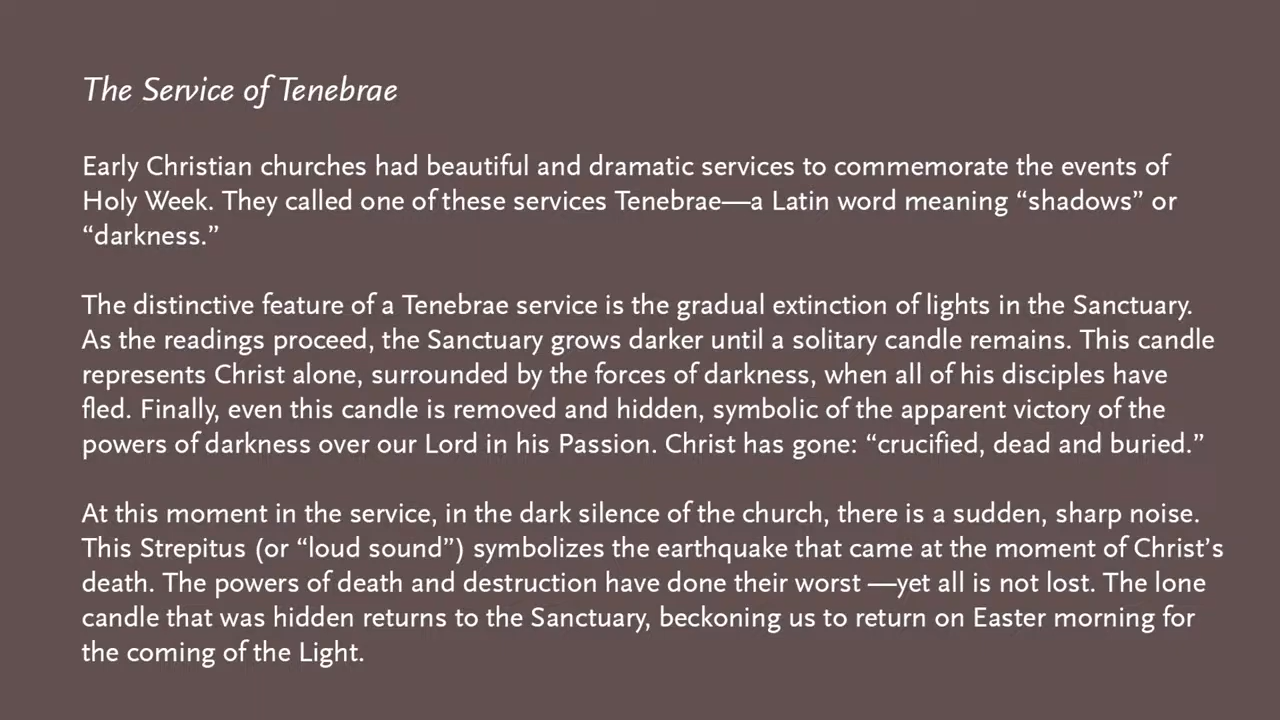 The Service of Tenebrae
Early Christian churches had beautiful and dramatic services to commemorate the events of
Holy Week. They called one of these services Tenebrae—a Latin word meaning “shadows” or
“darkness.”
The distinctive feature of a Tenebrae service is the gradual extinction of lights in the Sanctuary.
As the readings proceed, the Sanctuary grows darker until a solitary candle remains. This candle
represents Christ alone, surrounded by the forces of darkness, when all of his disciples have
fled. Finally, even this candle is removed and hidden, symbolic of the apparent victory of the
powers of darkness over our Lord in his Passion. Christ has gone: “crucified, dead and buried.”
At this moment in the service, in the dark silence of the church, there is a sudden, sharp noise.
This Strepitus (or “loud sound”) symbolizes the earthquake that came at the moment of Christ’s
death. The powers of death and destruction have done their worst —yet all is not lost. The lone
candle that was hidden returns to the Sanctuary, beckoning us to return on Easter morning for
the coming of the Light.